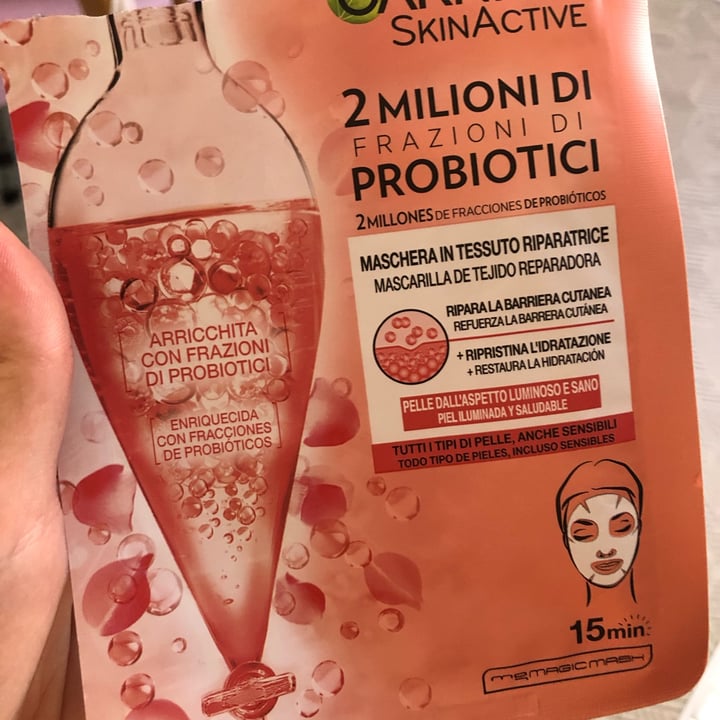 SKINACTIVE
2 MILIONI DI
FRAZIONI DI
PROBIOTICI
2 MILLONES DE FRACCIONES DE PROBIÓTICOS
MASCHERA IN TESSUTO RIPARATRICE
MASCARILLA DE TEJIDO REPARADORA
RIPARA LA BARRIERA CUTANEA
REFUERZA LA BARRERA CUTÁNEA
+ RIPRISTINA L'IDRATAZIONE
+ RESTAURA LA HIDRATACIÓN
PELLE DALL'ASPETTO LUMINOSO E SANO
PIEL ILUMINADA Y SALUDABLE
TUTTI I TIPI DI PELLE, ANCHE SENSIBILI
TODO TIPO DE PIELES, INCLUSO SENSIBLES
ARRICCHITA
CON FRAZIONI
DI PROBIOTICI
ENRIQUECIDA
CON FRACCIONES
DE PROBIÓTICOS
15min
MAGIC MASK